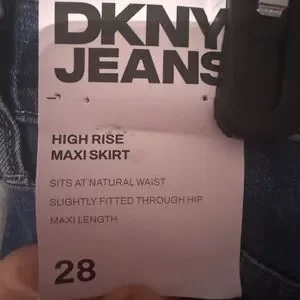 DKNY
JEANS
HIGH RISE
MAXI SKIRT
SITS AT NATURAL WAIST
SLIGHTLY FITTED THROUGH HIP
MAXI LENGTH
28